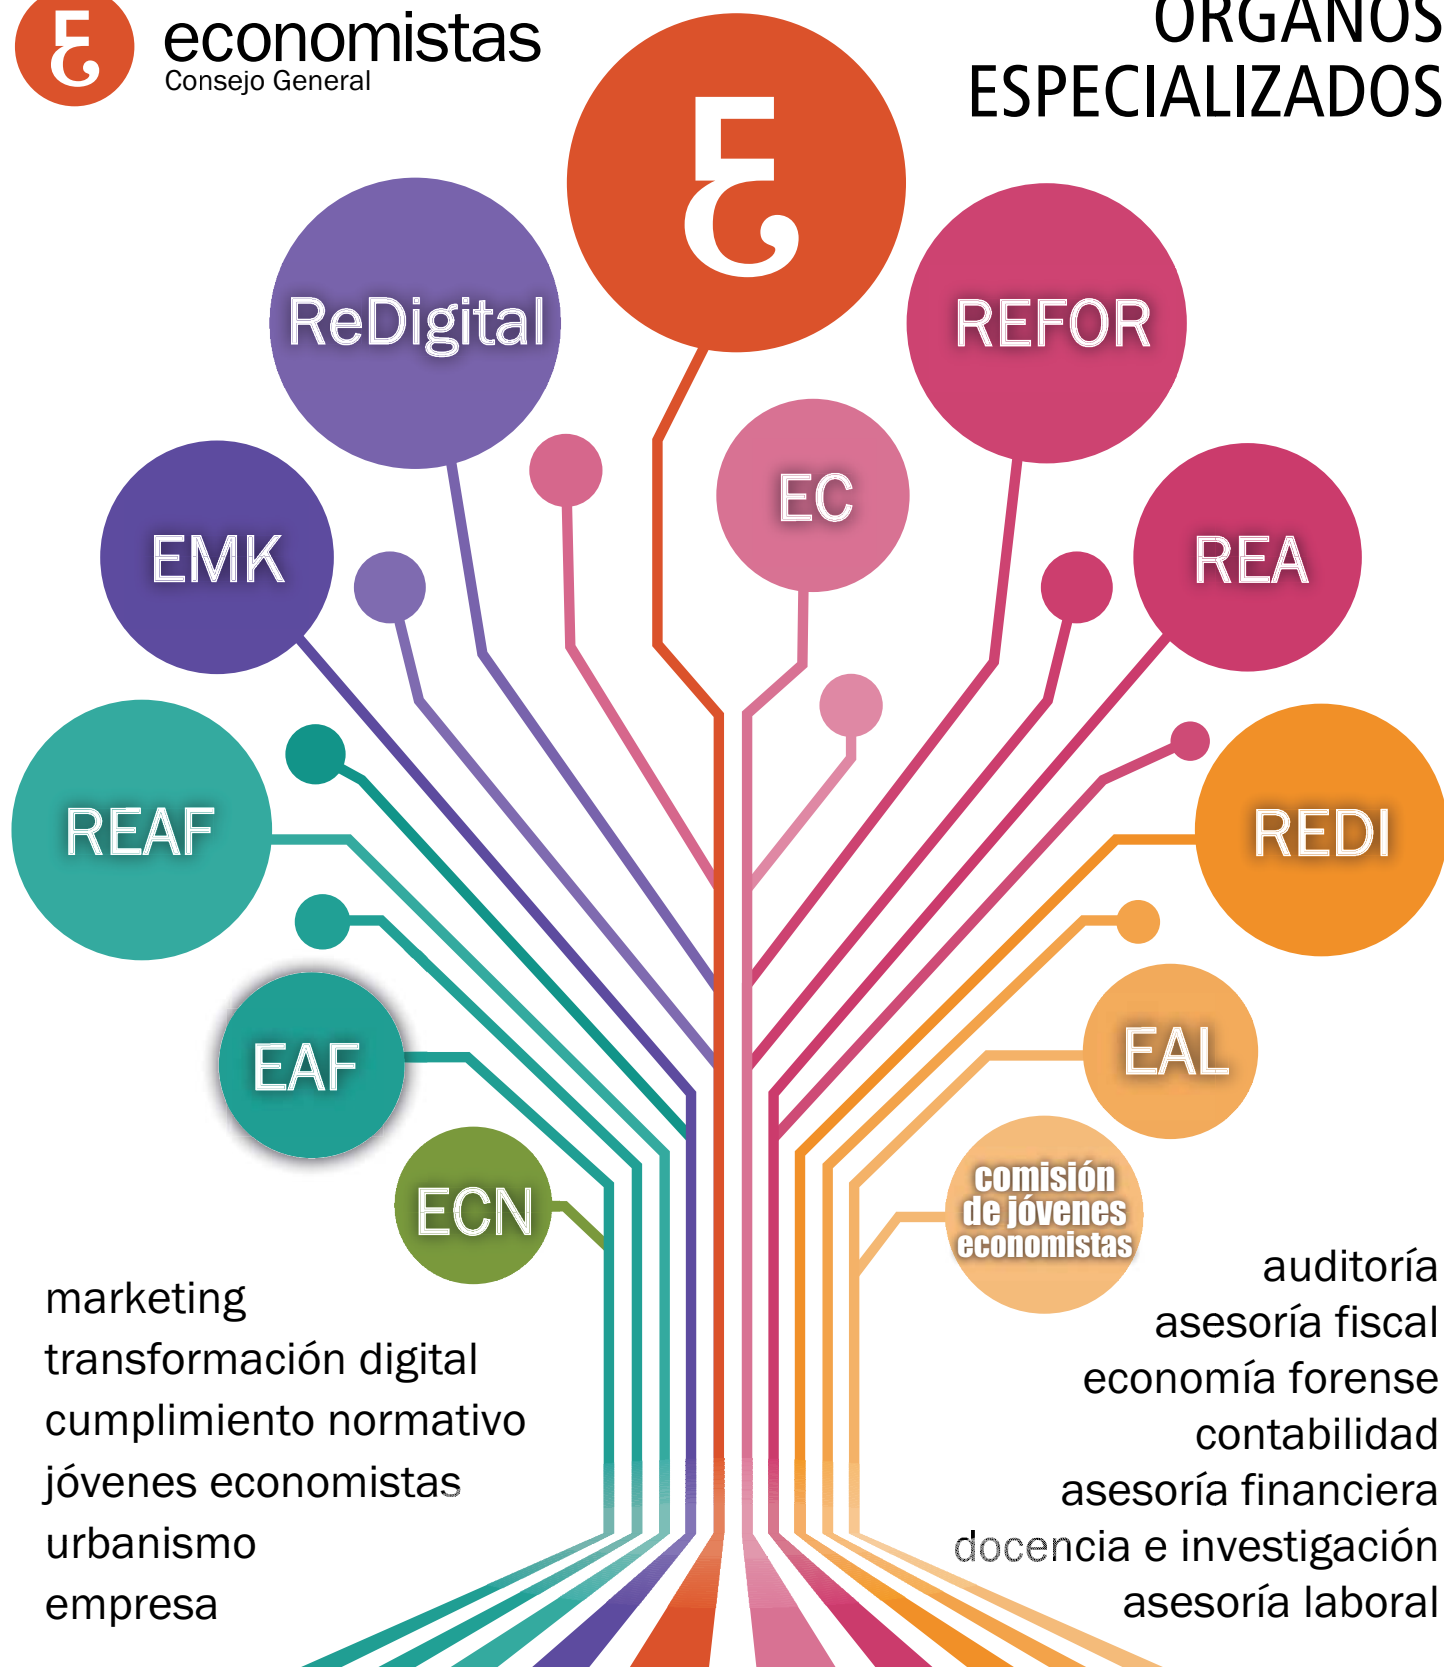 economistas
Consejo General
ÓRGANOS
ESPECIALIZADOS
ReDigital
REFOR
EC
EMK
REA
REAF
REDI
EAF
EAL
ECN
comisión
de jóvenes
economistas
marketing
transformación digital
cumplimiento normativo
jóvenes economistas
urbanismo
empresa
auditoría
asesoría fiscal
economía forense
contabilidad
asesoría financiera
docencia e investigación
asesoría laboral